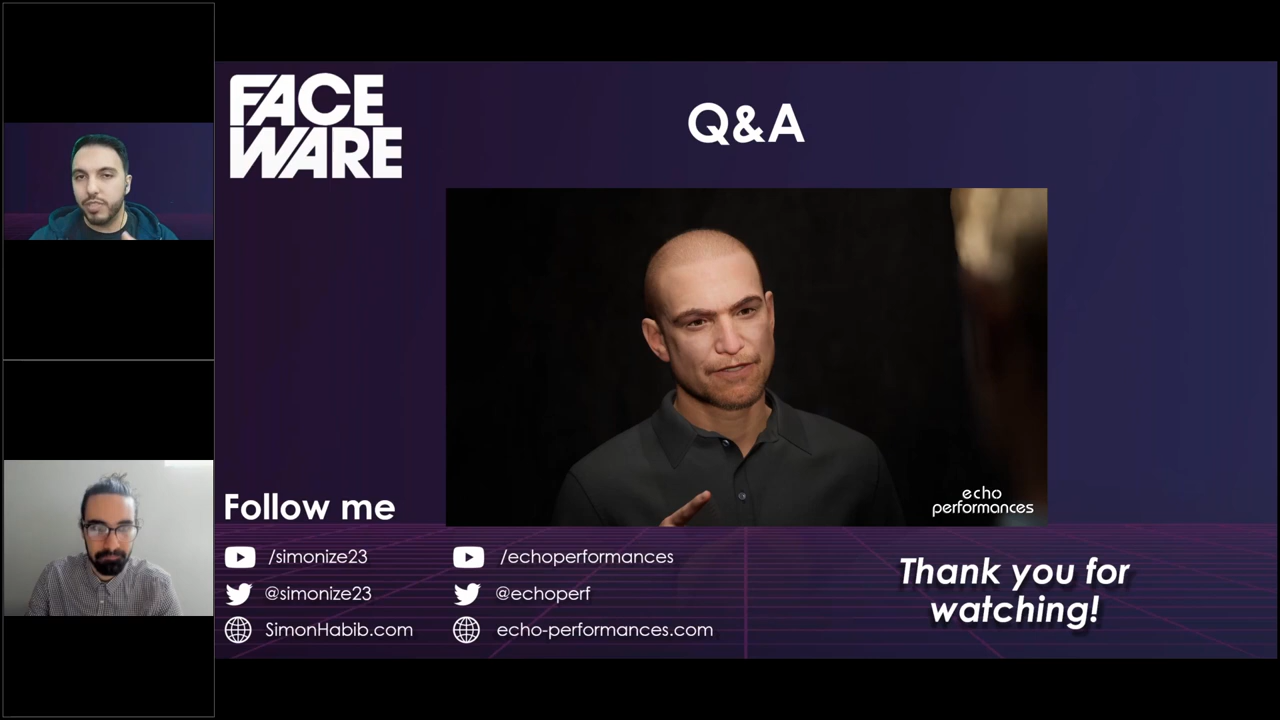 FACE
WARE
Q&A
echo
performances
Follow me
/simonize23
/echoperformances
@simonize23
@echoperf
SimonHabib.com
echo-performances.com
Thank you for
watching!